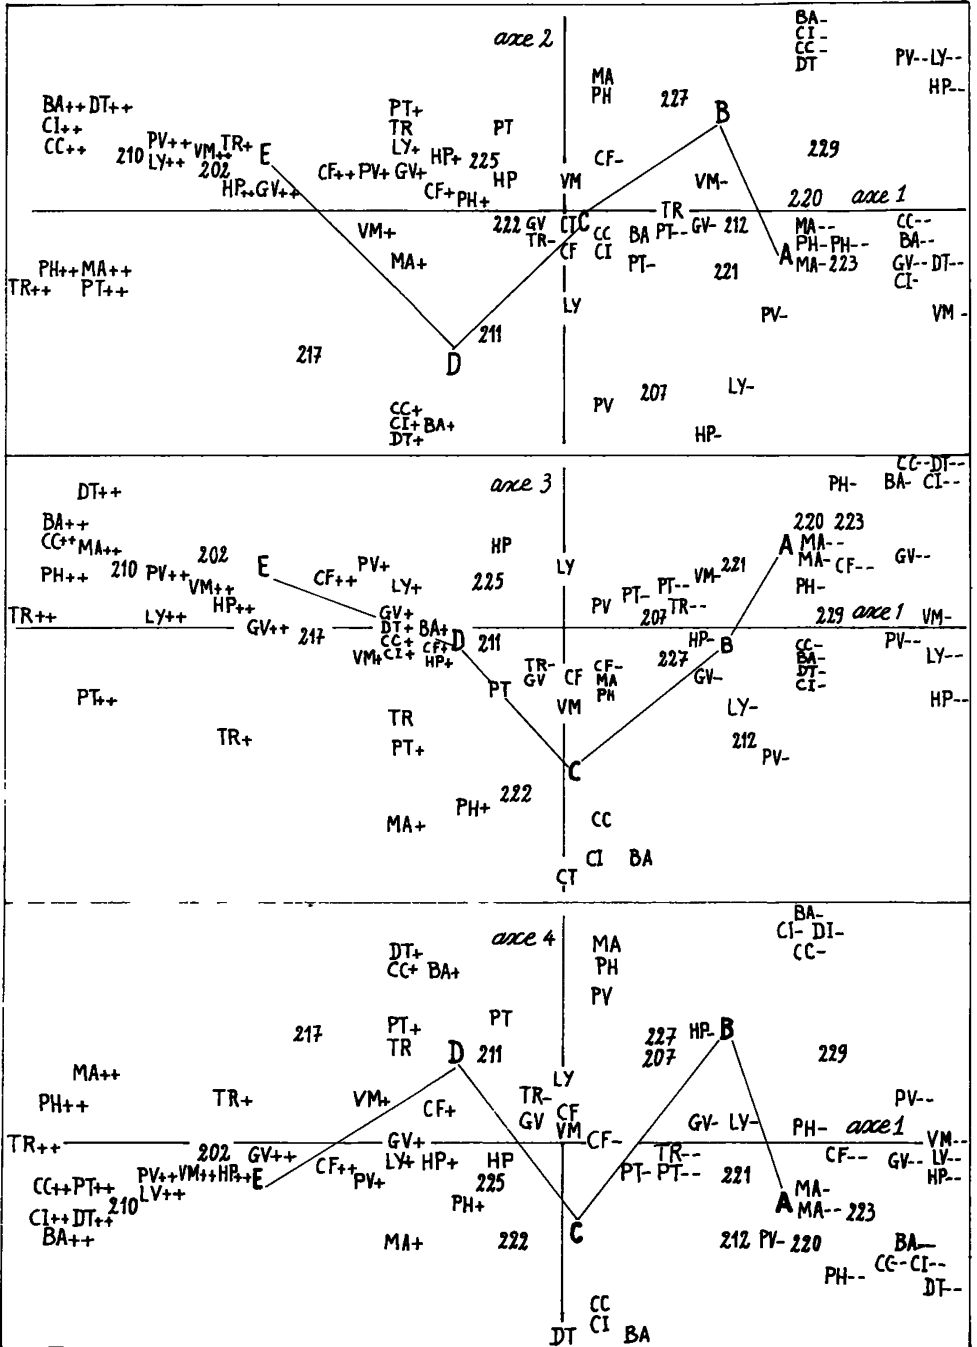 axe 2
BA-
CI-
CC-
DT
PV-- LY--
HP--
MA
PH
227
B
BA++ DT++
CI++
CC++
PT+
TR
LY+
PT
210
PV++
LY++
VM++
TR+
E
202
HP++ GV++
CF++ PV+ GV+
HP+
225
CF+
PH+
HP
CF-
VM
VM-
229
220
axe 1
TR
VM+
MA+
222
GV
TR-
CT
C
CF
CC
CI
BA
PT--
PT-
GV-
212
221
MA--
PH- PH--
A
MA- 223
CC--
BA--
GV-- DT--
CI-
PH++ MA++
TR++
PT++
LY
PV-
VM -
217
211
D
CC+
CI+ BA+
DT+
PV
207
LY-
HP-
axe 3
CC-- DT--
PH-
BA- CI--
DT++
BA++
CC++ MA++
PH++
210
PV++
202
VM++
E
HP++
CF++
PV+
LY+
HP
225
LY
220 223
A
MA--
MA- CF--
GV--
PH-
PT-
PT--
VM-
221
PV
207
TR--
TR++
LY++
GV++
217
GV+
DT+
CC+
CI+
BA+
D
211
VM+
CF+
HP+
229
axe 1
VM-
HP-
B
CC-
BA-
DT-
CI-
PV--
LY--
227
GV-
TR-
GV
CF
CF-
MA
PH
VM
PT
PT++
TR
LY-
HP--
TR+
PT+
212
PV-
C
PH+
222
MA+
CC
CI
BA
CT
axe 4
BA-
CI- DI-
CC-
DT+
CC+ BA+
MA
PH
PV
217
PT+
TR
PT
D
211
227
207
HP-
B
229
MA++
PH++
TR+
VM+
CF+
LY
TR-
GV
CF
VM
CF-
GV- LY-
PH-
axe 1
PV--
TR++
202
GV++
GV+
LY+ HP+
HP
TR--
CF--
VM--
GV-- LV--
HP--
PV++ VM++ HP++
E
LV++
CF++
PV+
225
PH+
PT- PT--
221
A
MA-
MA-- 223
CC++ PT++
210
CI++ DT++
BA++
MA+
222
C
212 PV- 220
BA--
CC-- CI--
PH--
DT--
CC
CI
BA
DT